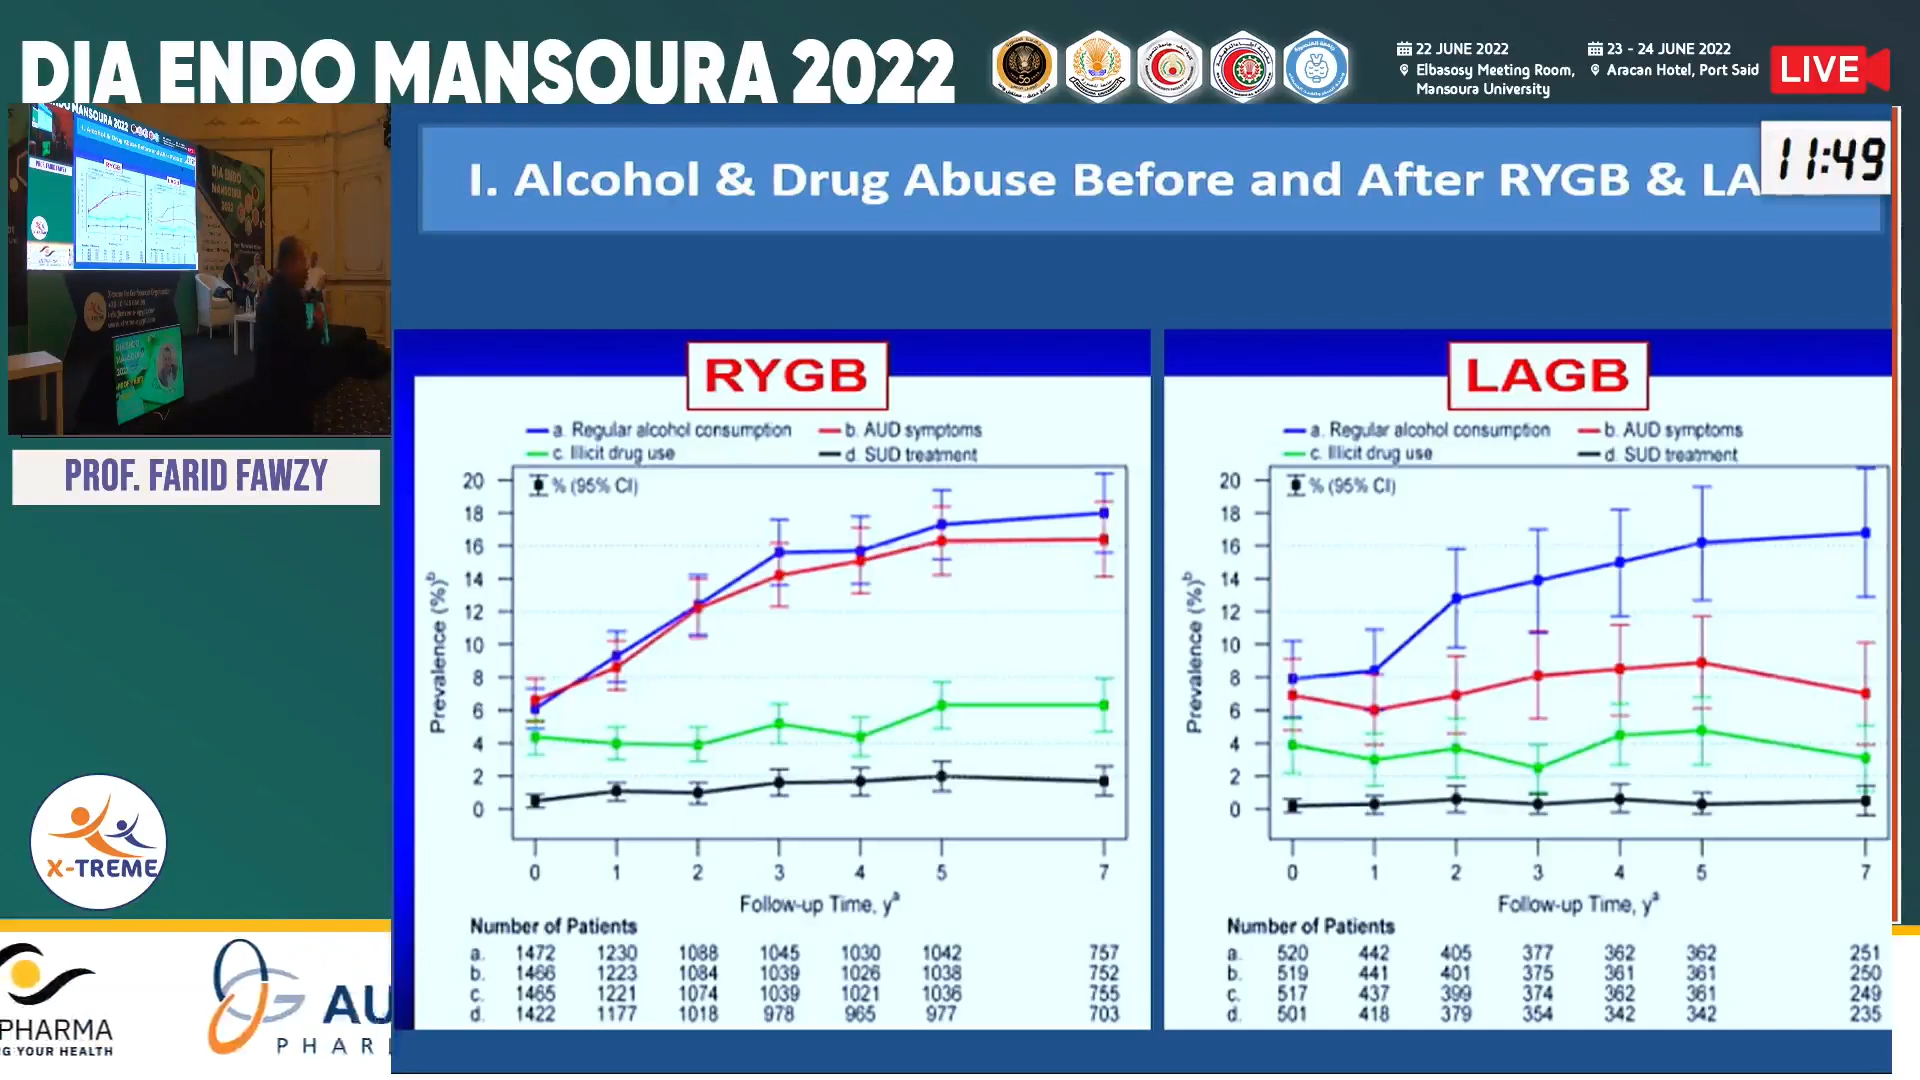 DIA ENDO MANSOURA 2022
22 JUNE 2022
Elbasosy Meeting Room,
Mansoura University
23 - 24 JUNE 2022
Aracan Hotel, Port Said
LIVE
11:49
I. Alcohol & Drug Abuse Before and After RYGB & LA
PROF. FARID FAWZY
X-TREME
PHARMA
G YOUR HEALTH
AU
PHAR
RYGB
a. Regular alcohol consumption
b. AUD symptoms
c. Illicit drug use
d. SUD treatment
% (95% CI)
Prevalence (%)b
20
18
16
14
12
10
8
6
4
2
0
0 1 2 3 4 5 7
Follow-up Time, ya
Number of Patients
a. 1472 1230 1088 1045 1030 1042 757
b. 1466 1223 1084 1039 1026 1038 752
c. 1465 1221 1074 1039 1021 1036 755
d. 1422 1177 1018 978 965 977 703
LAGB
a. Regular alcohol consumption
b. AUD symptoms
c. Illicit drug use
d. SUD treatment
% (95% CI)
Prevalence (%)b
20
18
16
14
12
10
8
6
4
2
0
0 1 2 3 4 5 7
Follow-up Time, ya
Number of Patients
a. 520 442 405 377 362 362 251
b. 519 441 401 375 361 361 250
c. 517 437 399 374 362 361 249
d. 501 418 379 354 342 342 235